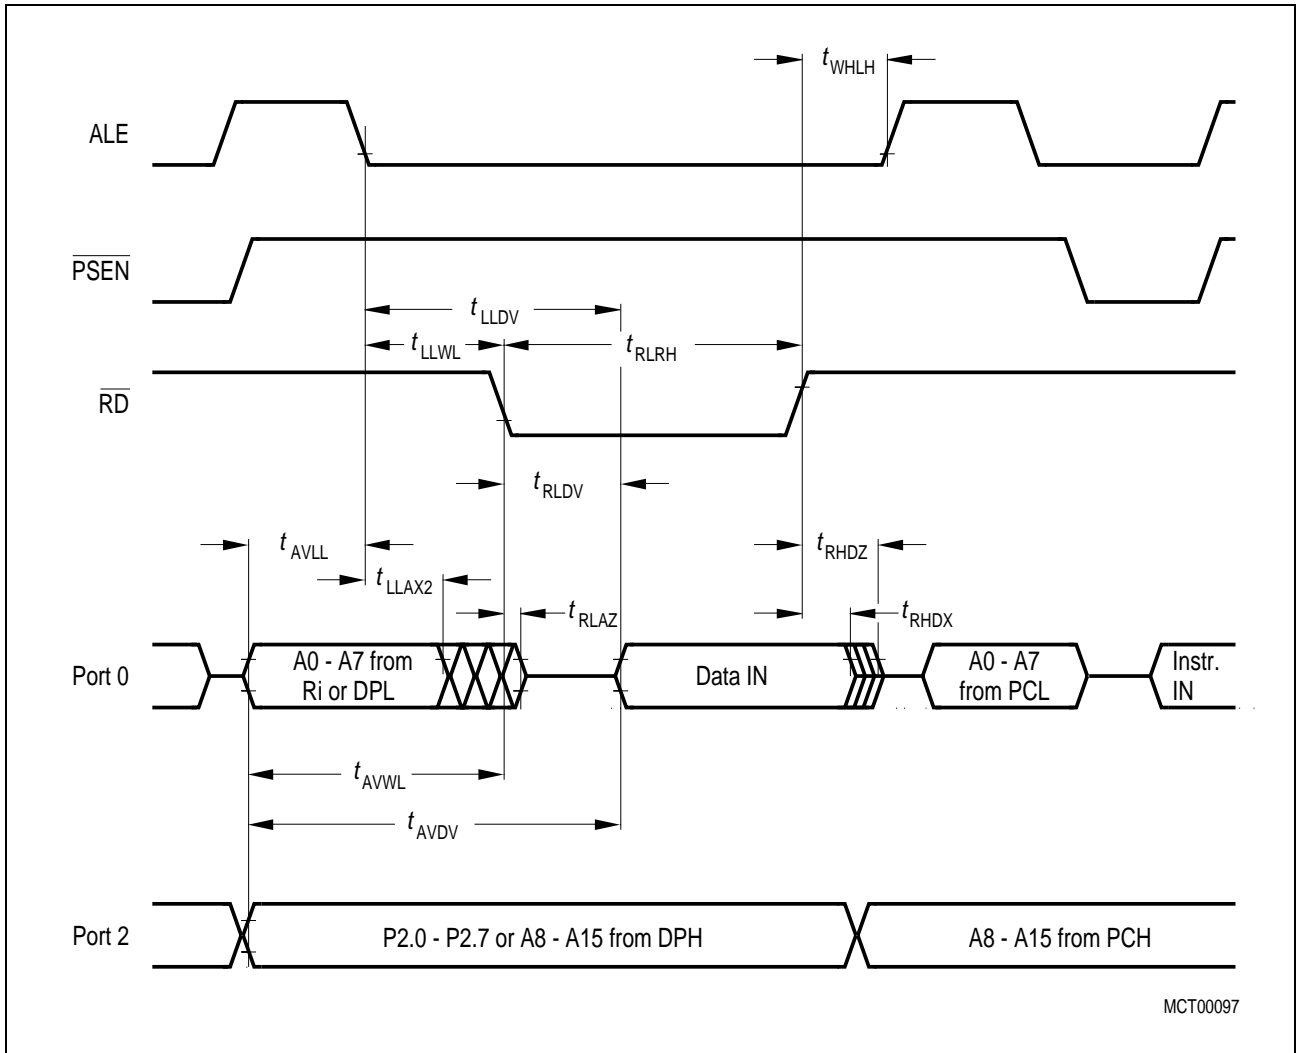 tWHLH
ALE
PSEN
tLLDV
tLLWL
tRLRH
RD
tRLDV
tAVLL
tRHDZ
tLLAX2
tRLAZ
tRHDX
Port 0
A0 - A7 from
Ri or DPL
Data IN
A0 - A7
from PCL
Instr.
IN
tAVWL
tAVDV
Port 2
P2.0 - P2.7 or A8 - A15 from DPH
A8 - A15 from PCH
MCT00097